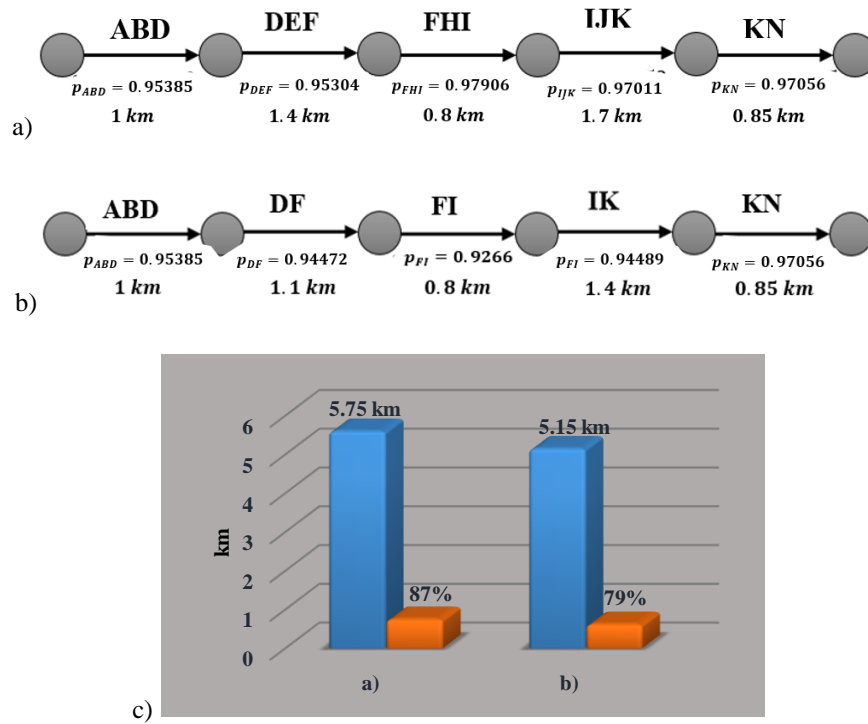 ABD DEF FHI IJK KN
p_ABD = 0.95385 p_DEF = 0.95304 p_FHI = 0.97906 p_IJK = 0.97011 p_KN = 0.97056
1 km 1.4 km 0.8 km 1.7 km 0.85 km
a)
ABD DF FI IK KN
p_ABD = 0.95385 p_DF = 0.94472 p_FI = 0.9266 p_FI = 0.94489 p_KN = 0.97056
1 km 1.1 km 0.8 km 1.4 km 0.85 km
b)
5.75 km 5.15 km
6
5
4
3
2
1
0
km
87% 79%
a) b)
c)